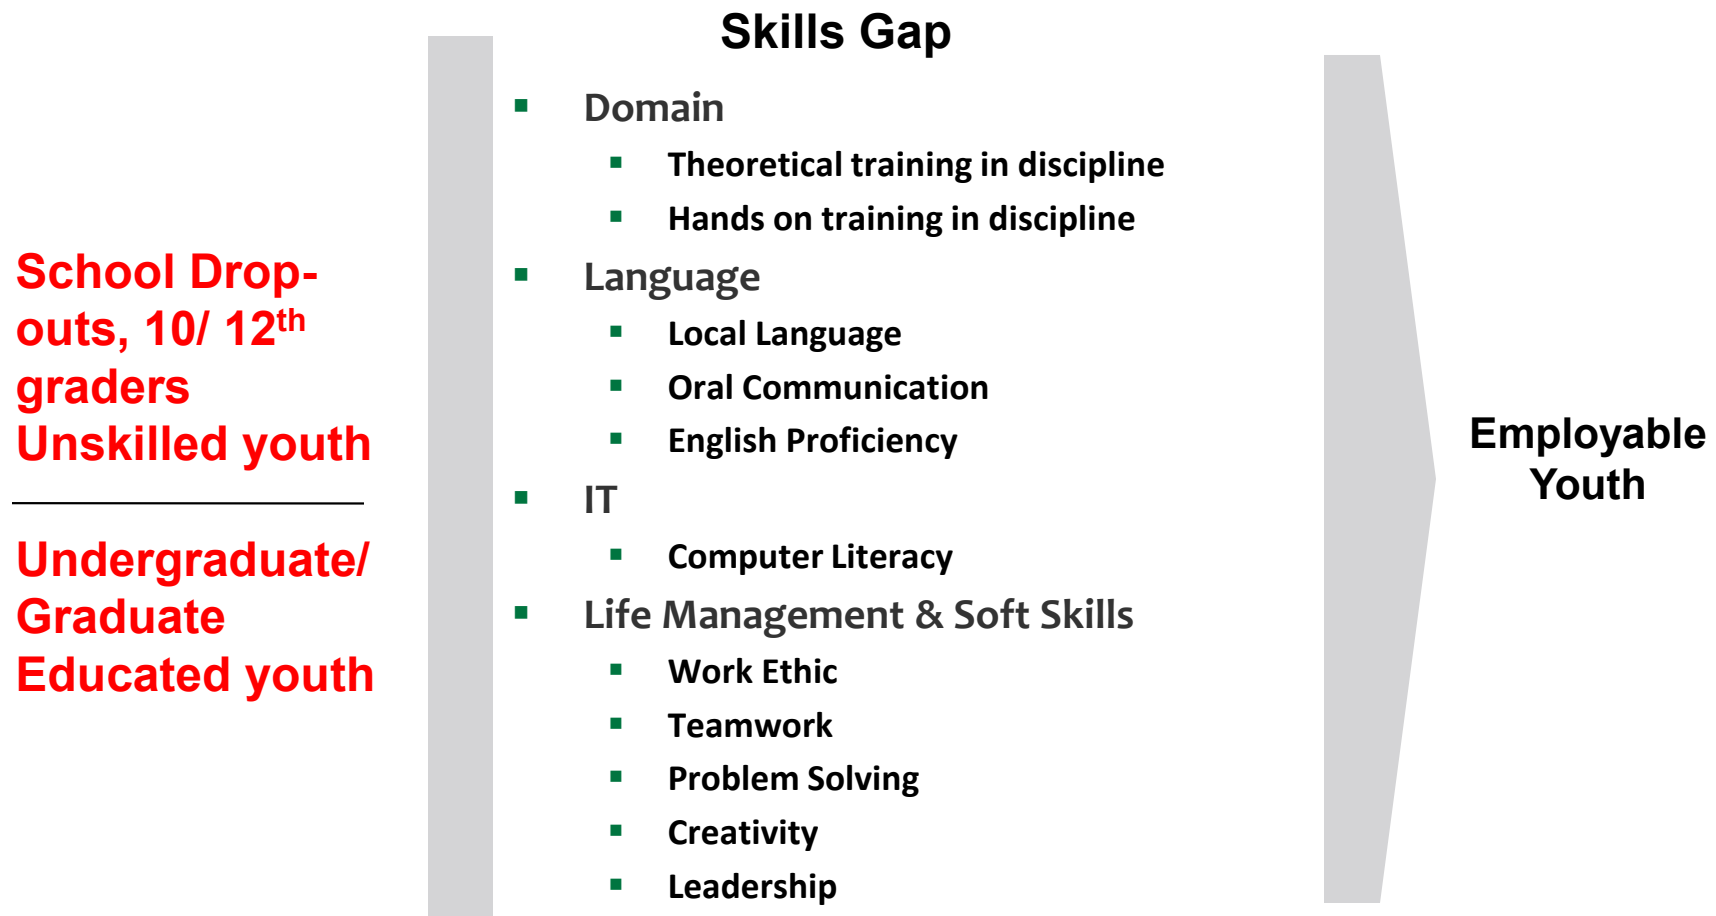 Skills Gap
School Drop-
outs, 10/ 12th
graders
Unskilled youth
Undergraduate/
Graduate
Educated youth
▪ Domain
▪ Theoretical training in discipline
▪ Hands on training in discipline
▪ Language
▪ Local Language
▪ Oral Communication
▪ English Proficiency
▪ IT
▪ Computer Literacy
▪ Life Management & Soft Skills
▪ Work Ethic
▪ Teamwork
▪ Problem Solving
▪ Creativity
▪ Leadership
Employable
Youth